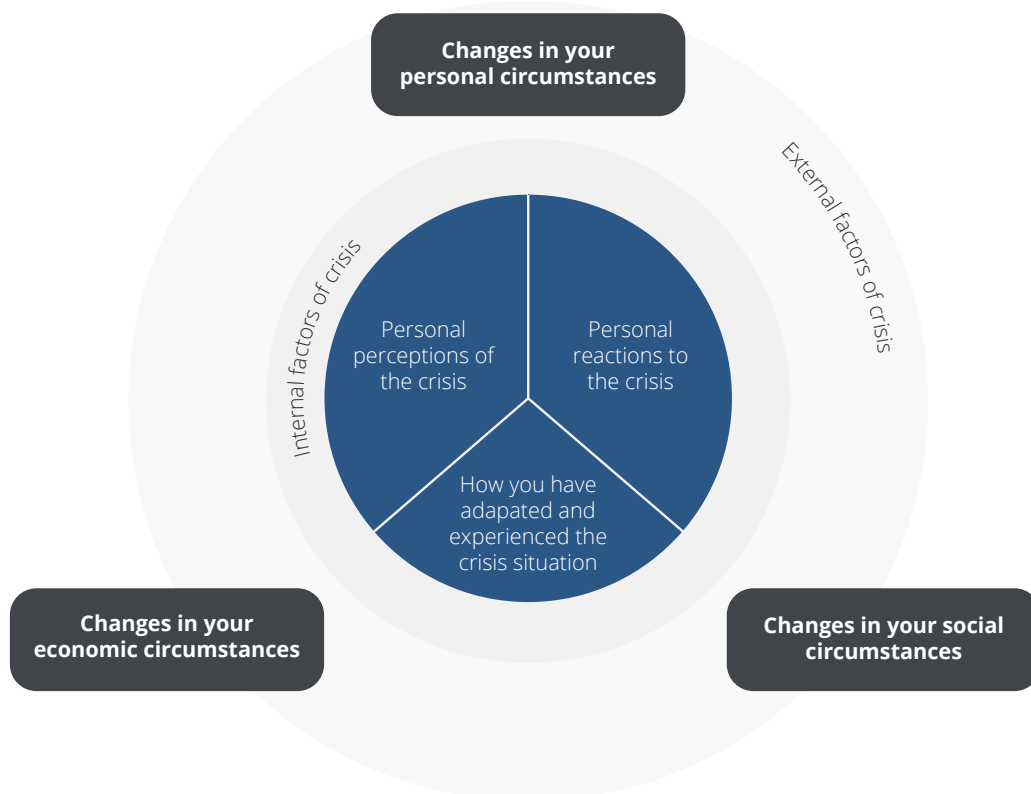 Changes in your
personal circumstances
External factors of crisis
Internal factors of crisis
Personal
perceptions of
the crisis
Personal
reactions to
the crisis
How you have
adapated and
experienced the
crisis situation
Changes in your
economic circumstances
Changes in your social
circumstances